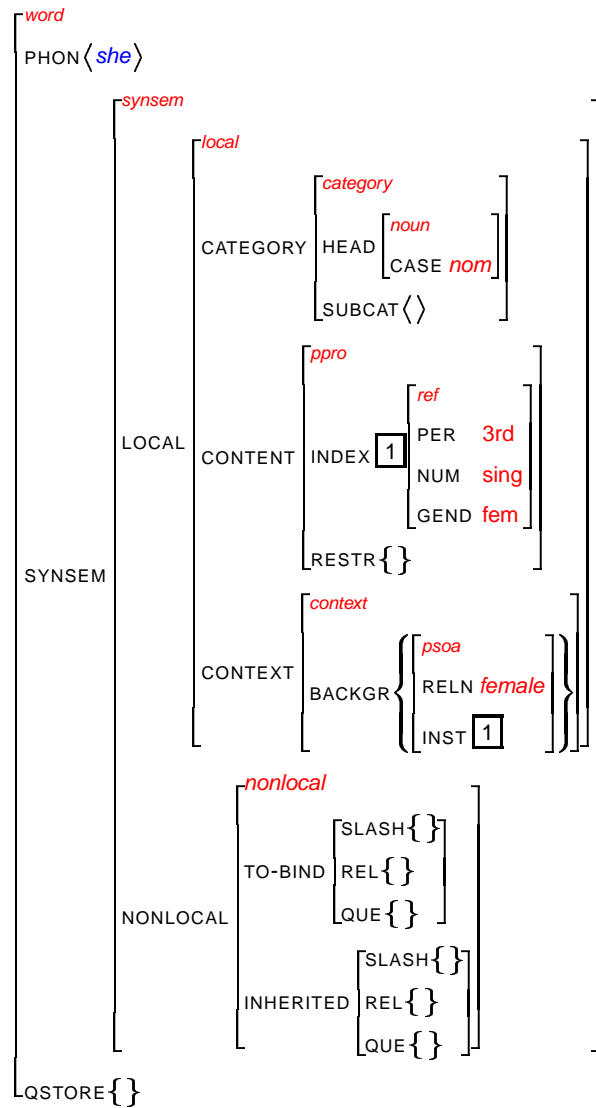 word
PHON ⟨she⟩
synsem
local
category
noun
CATEGORY HEAD
CASE nom
SUBCAT ⟨⟩
ppro
ref
PER 3rd
LOCAL CONTENT INDEX 1
NUM sing
GEND fem
RESTR {}
SYNSEM
context
psoa
CONTEXT RELN female
BACKGR { }
INST 1
nonlocal
SLASH {}
TO-BIND REL {}
QUE {}
NONLOCAL
SLASH {}
INHERITED REL {}
QUE {}
QSTORE {}